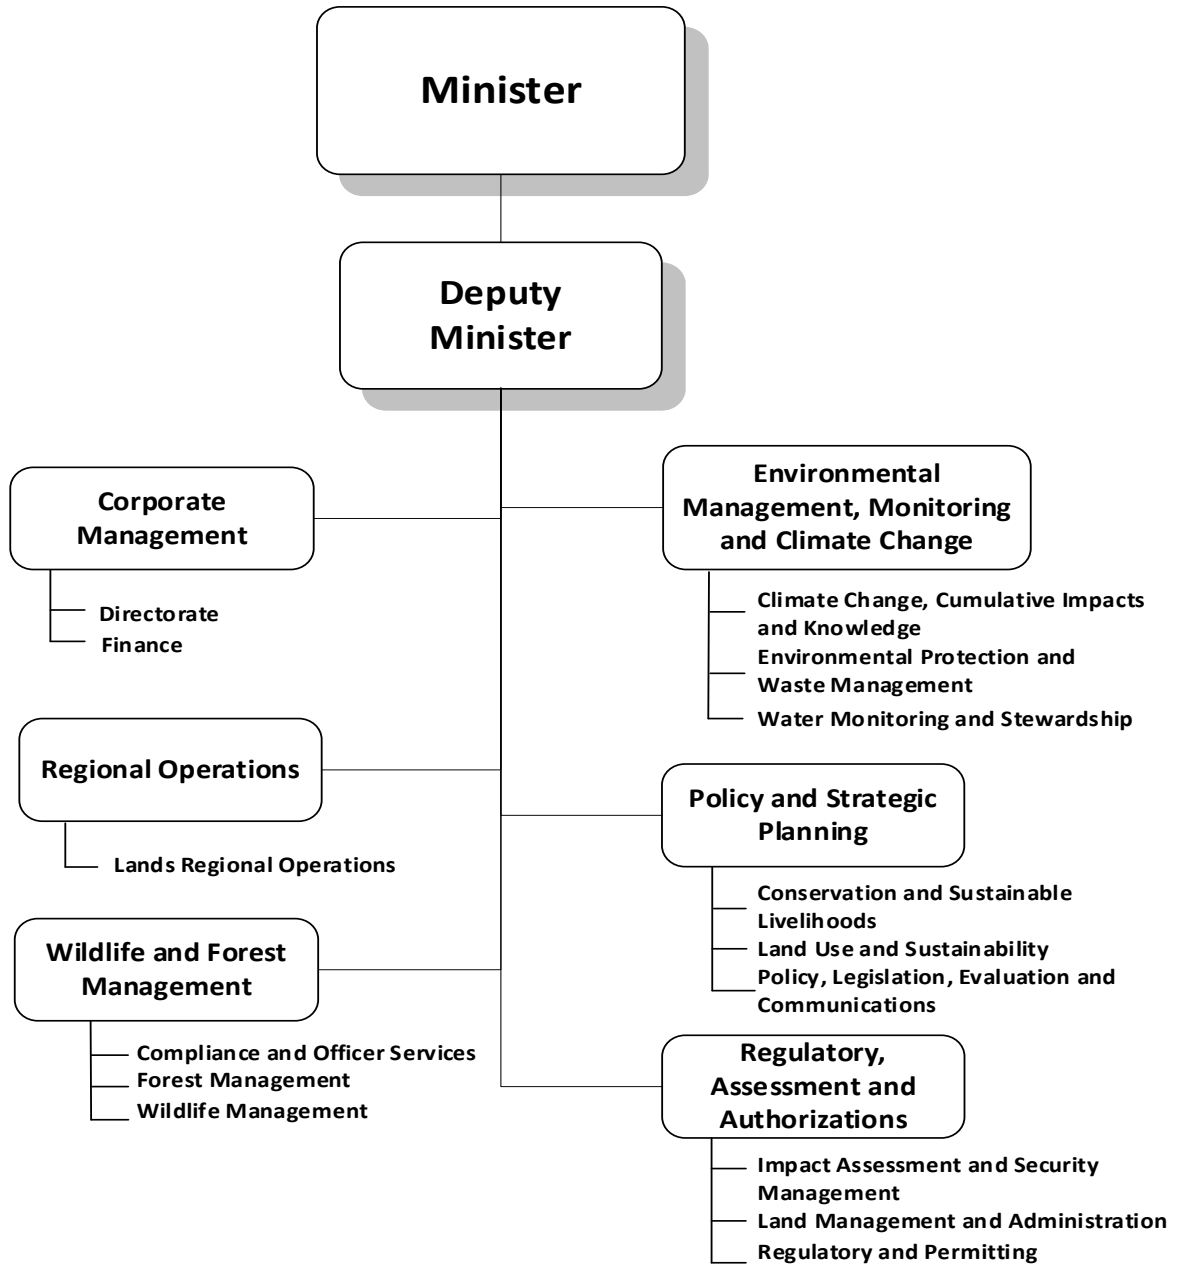 Minister
Deputy
Minister
Corporate
Management
Directorate
Finance
Regional Operations
Lands Regional Operations
Wildlife and Forest
Management
Compliance and Officer Services
Forest Management
Wildlife Management
Environmental
Management, Monitoring
and Climate Change
Climate Change, Cumulative Impacts
and Knowledge
Environmental Protection and
Waste Management
Water Monitoring and Stewardship
Policy and Strategic
Planning
Conservation and Sustainable
Livelihoods
Land Use and Sustainability
Policy, Legislation, Evaluation and
Communications
Regulatory,
Assessment and
Authorizations
Impact Assessment and Security
Management
Land Management and Administration
Regulatory and Permitting